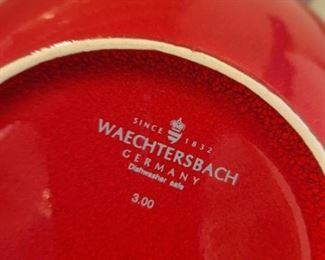 SINCE 1832
WAECHTERSBACH
GERMANY
Dishwasher safe
3.00